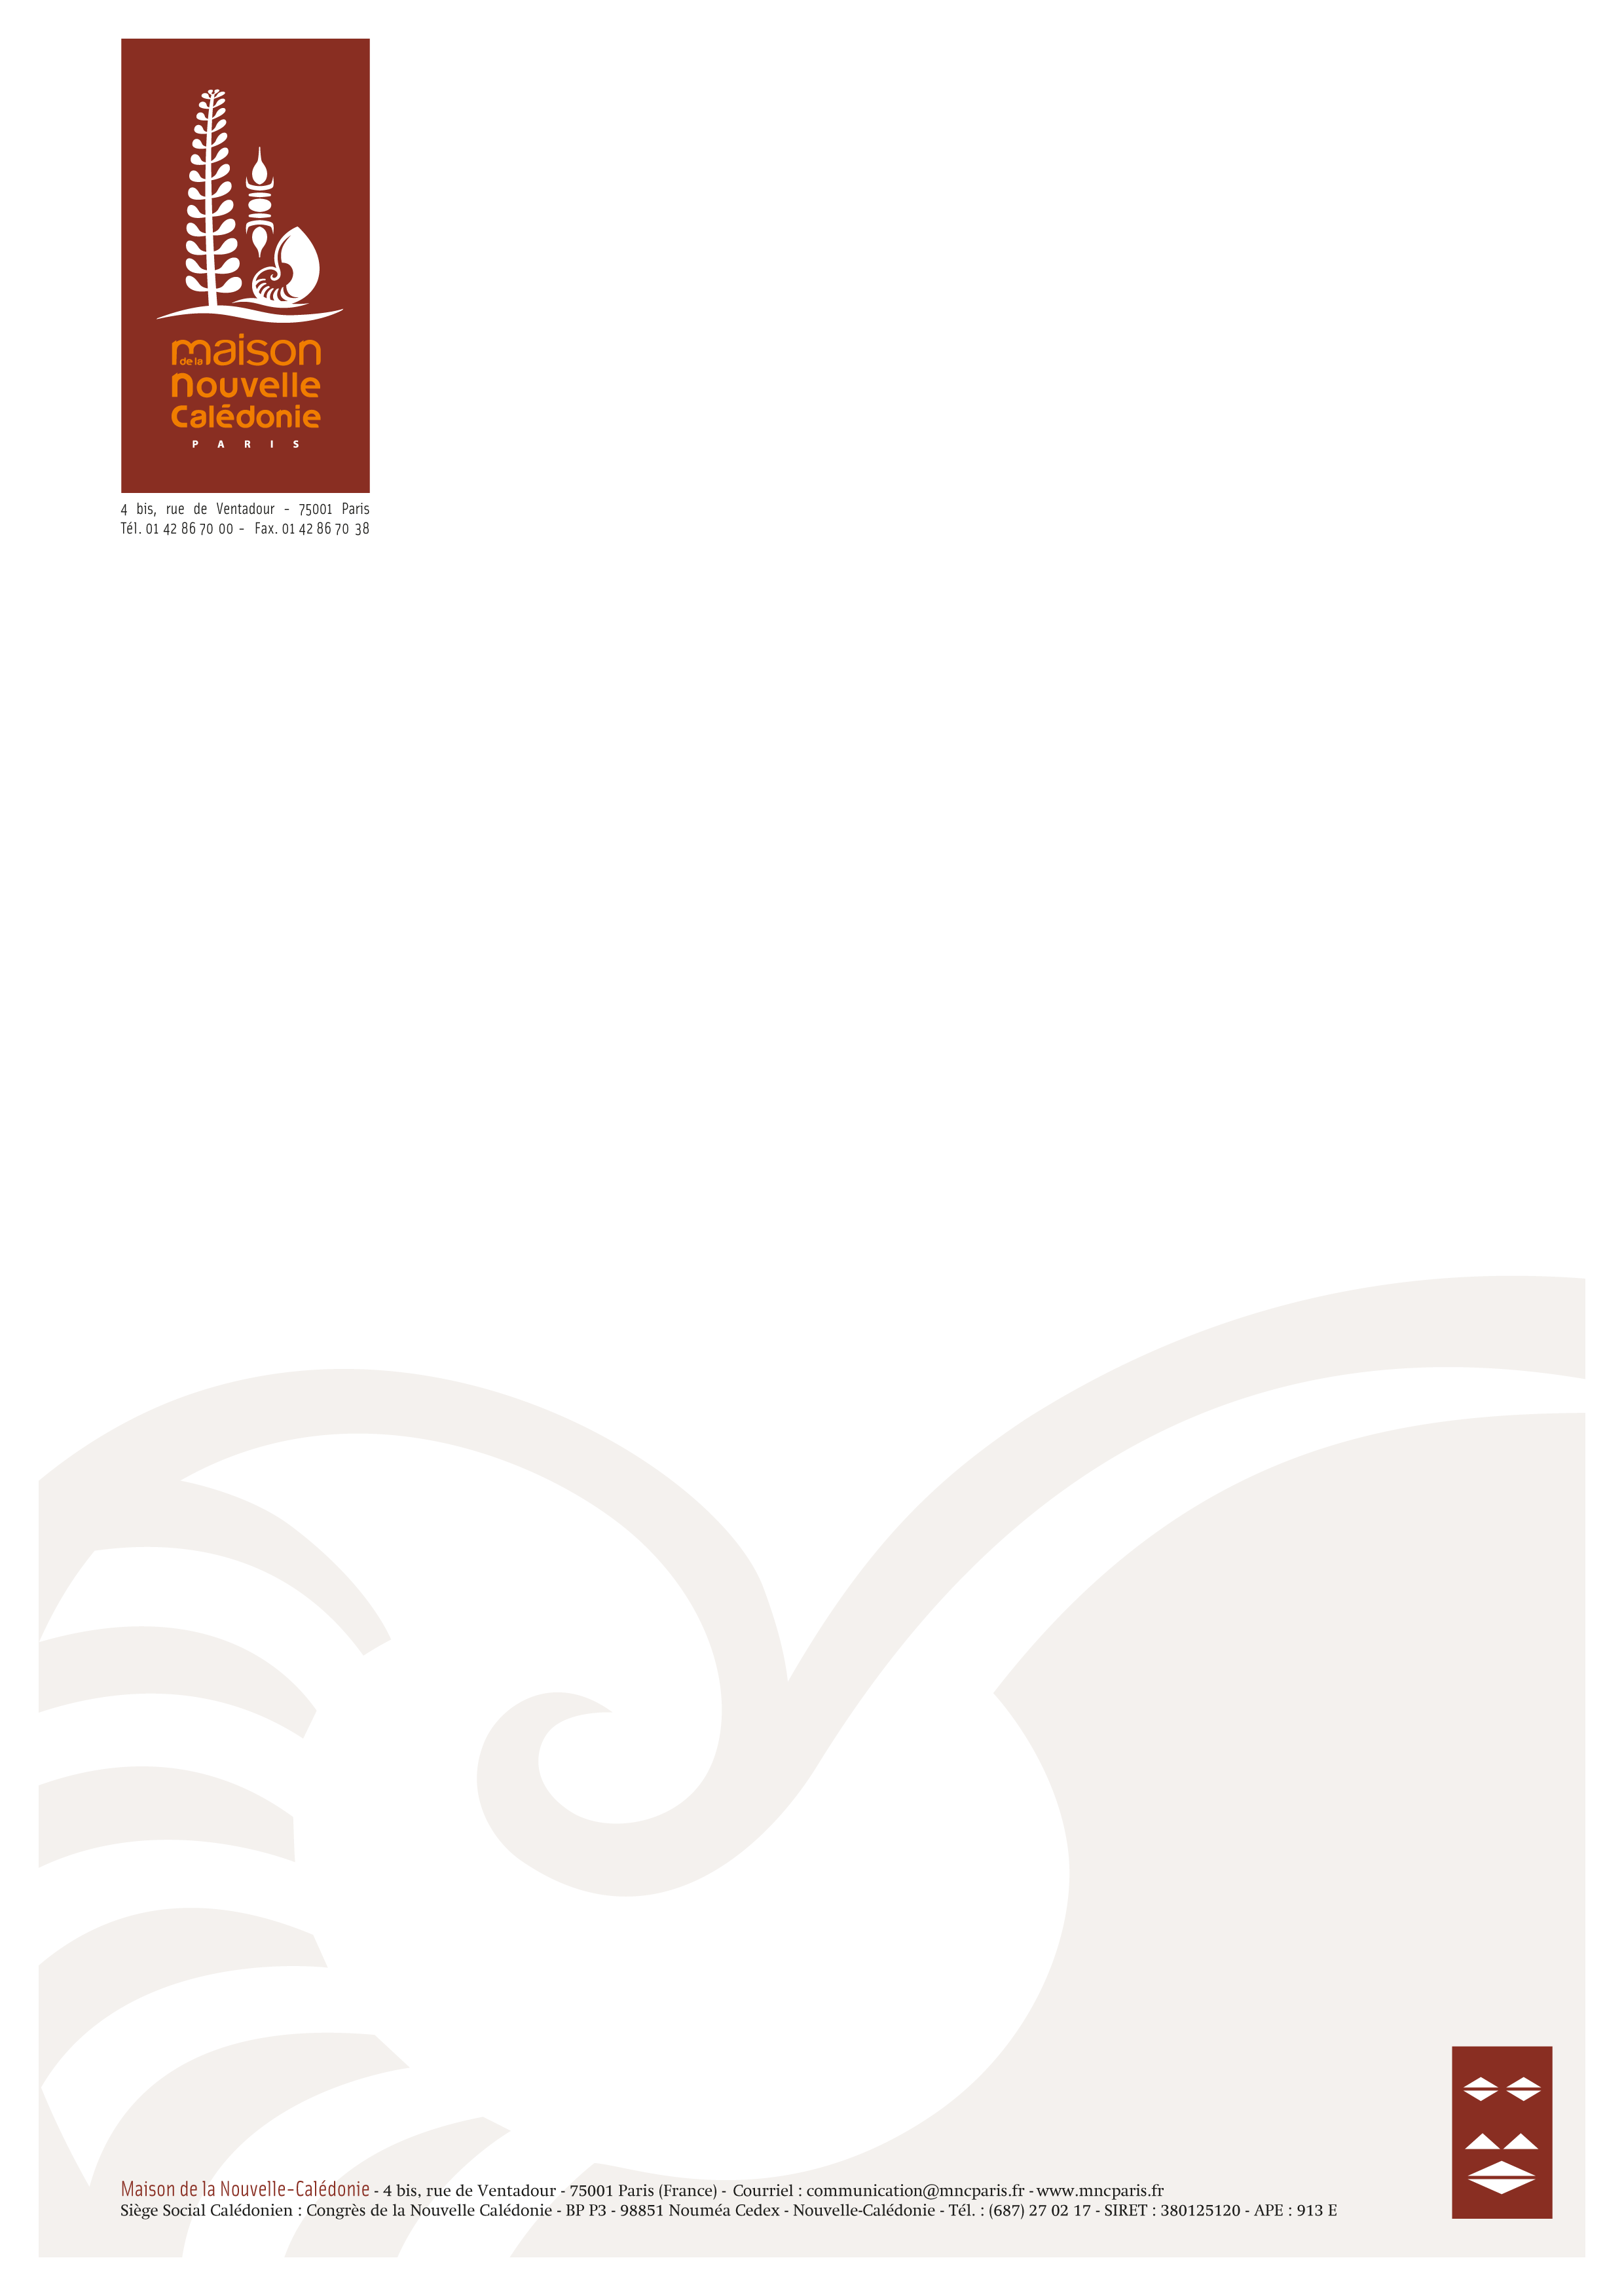 maison
de la
nouvelle
calédonie
PARIS
4 bis, rue de Ventadour - 75001 Paris
Tél. 01 42 86 70 00 - Fax. 01 42 86 70 38
Maison de la Nouvelle-Calédonie - 4 bis, rue de Ventadour - 75001 Paris (France) - Courriel : communication@mncparis.fr - www.mncparis.fr
Siège Social Calédonien : Congrès de la Nouvelle Calédonie - BP P3 - 98851 Nouméa Cedex - Nouvelle-Calédonie - Tél. : (687) 27 02 17 - SIRET : 380125120 - APE : 913 E